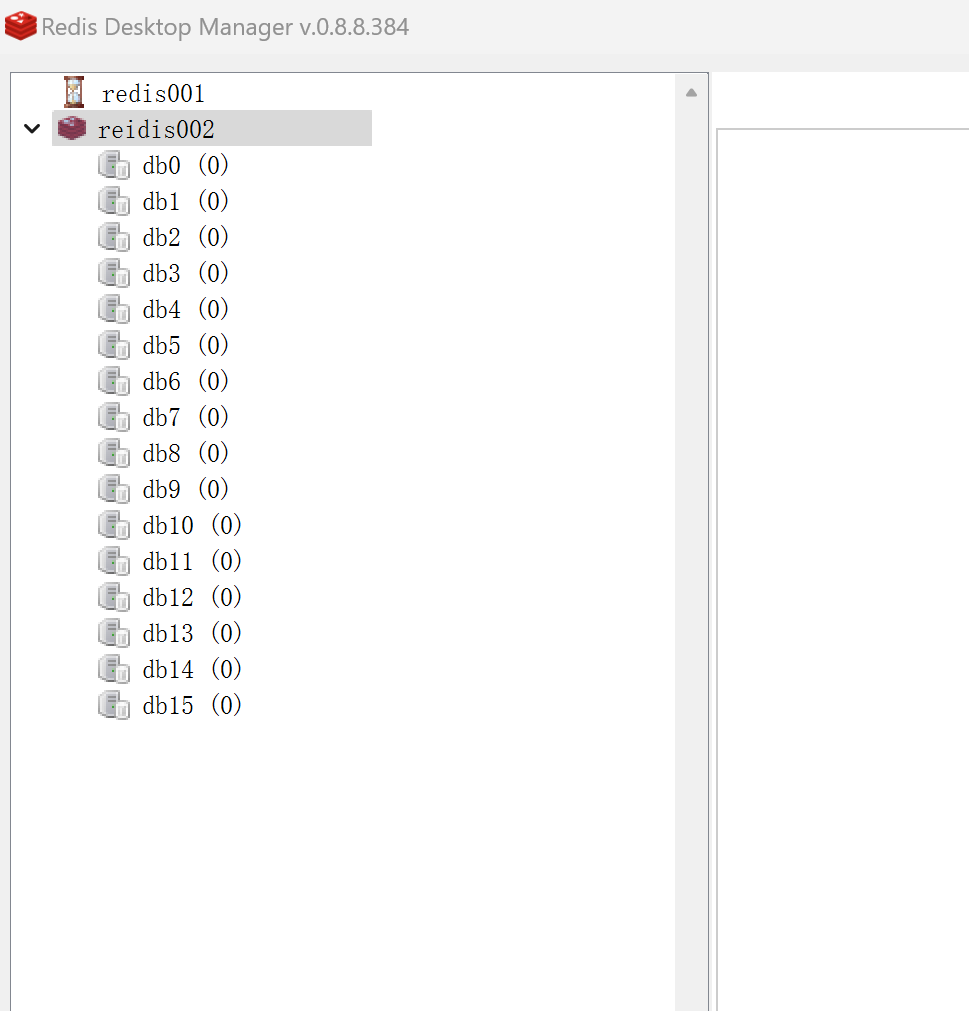 Redis Desktop Manager v.0.8.8.384
redis001
reidis002
db0 (0)
db1 (0)
db2 (0)
db3 (0)
db4 (0)
db5 (0)
db6 (0)
db7 (0)
db8 (0)
db9 (0)
db10 (0)
db11 (0)
db12 (0)
db13 (0)
db14 (0)
db15 (0)